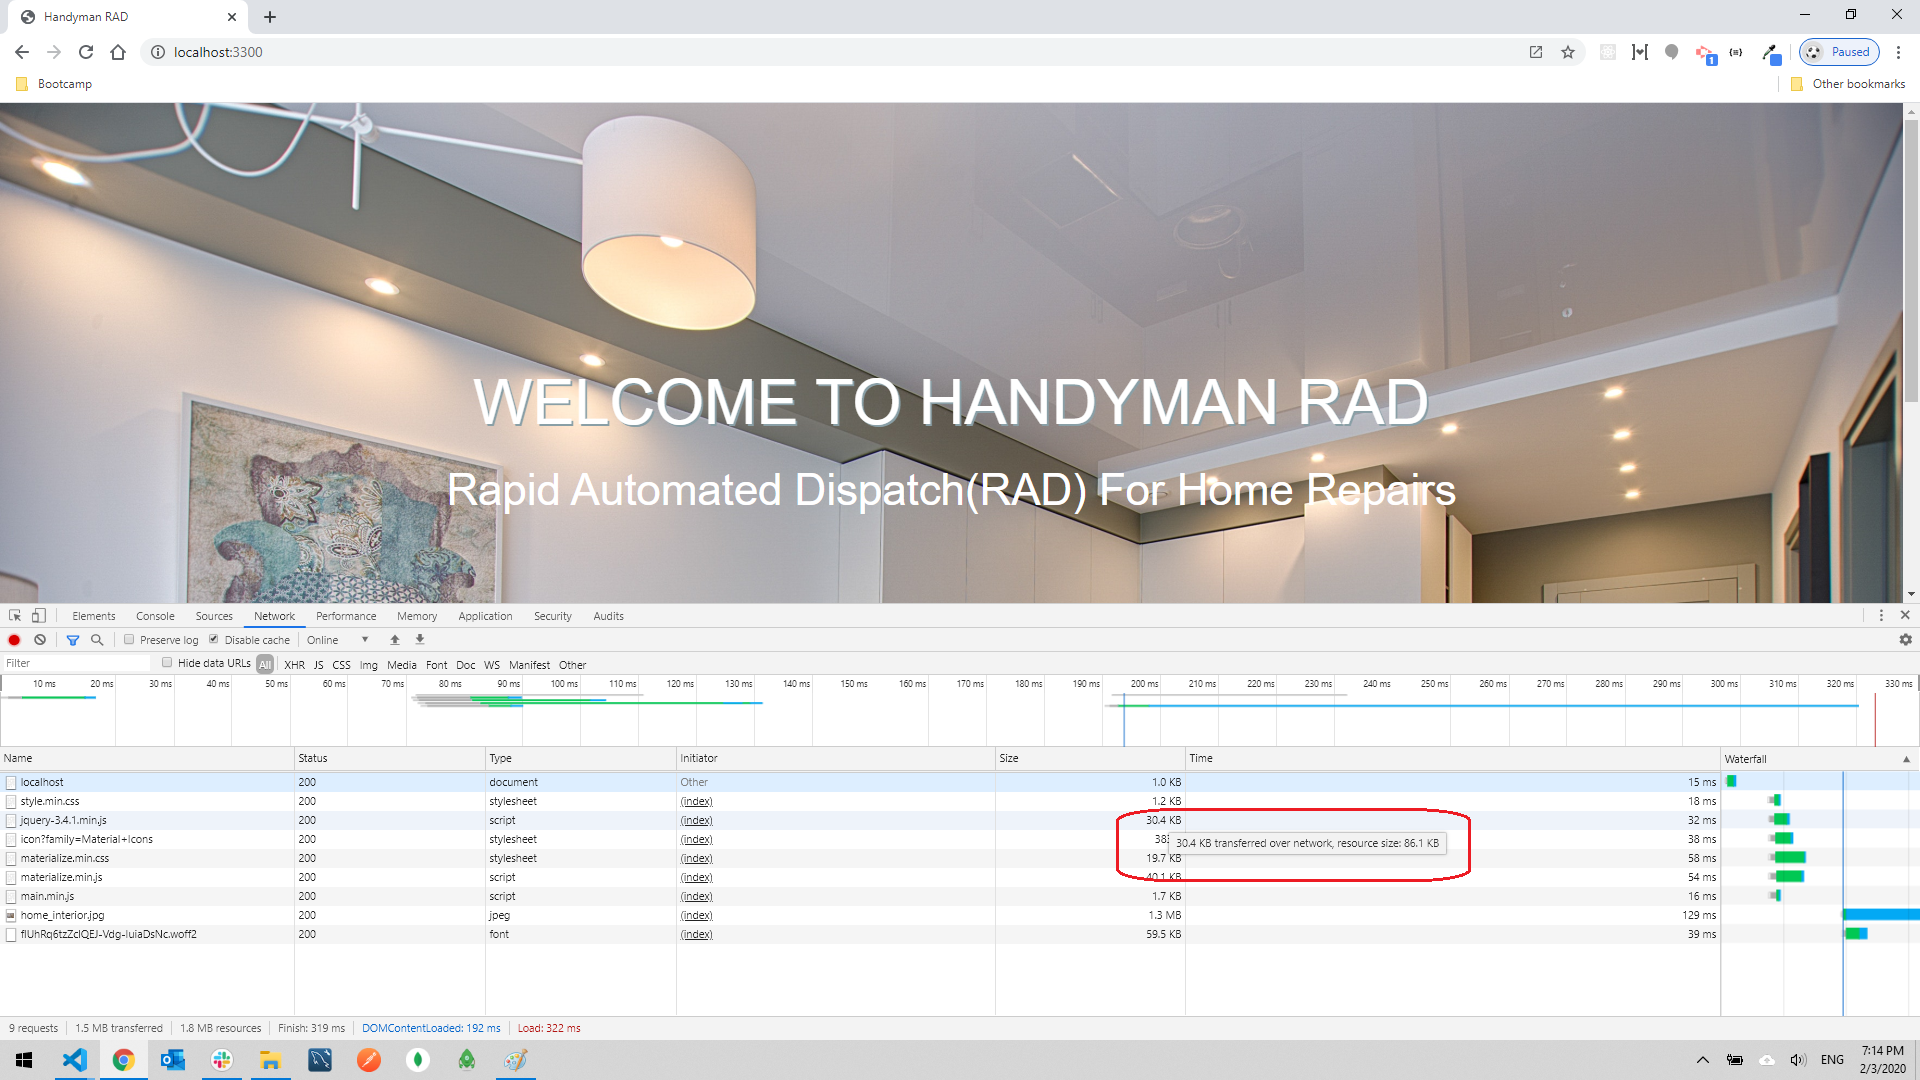 Handyman RAD
localhost:3300
Paused
1
Bootcamp
Other bookmarks
WELCOME TO HANDYMAN RAD
Rapid Automated Dispatch(RAD) For Home Repairs
Elements Console Sources Network Performance Memory Application Security Audits
Preserve log Disable cache Online
Filter Hide data URLs All XHR JS CSS Img Media Font Doc WS Manifest Other
10 ms 20 ms 30 ms 40 ms 50 ms 60 ms 70 ms 80 ms 90 ms 100 ms 110 ms 120 ms 130 ms 140 ms 150 ms 160 ms 170 ms 180 ms 190 ms 200 ms 210 ms 220 ms 230 ms 240 ms 250 ms 260 ms 270 ms 280 ms 290 ms 300 ms 310 ms 320 ms 330 ms
Name Status Type Initiator Size Time Waterfall
localhost 200 document Other 1.0 KB 15 ms
style.min.css 200 stylesheet (index) 1.2 KB 18 ms
jquery-3.4.1.min.js 200 script (index) 30.4 KB 32 ms
icon?family=Material+Icons 200 stylesheet (index) 38 ms
30.4 KB transferred over network, resource size: 86.1 KB
materialize.min.css 200 stylesheet (index) 19.7 KB 58 ms
materialize.min.js 200 script (index) 40.1 KB 54 ms
main.min.js 200 script (index) 1.7 KB 16 ms
home_interior.jpg 200 jpeg (index) 1.3 MB 129 ms
flUhRq6tzZclQEJ-Vdg-IuiaDsNc.woff2 200 font (index) 59.5 KB 39 ms
9 requests 1.5 MB transferred 1.8 MB resources Finish: 319 ms DOMContentLoaded: 192 ms Load: 322 ms
ENG
7:14 PM
2/3/2020